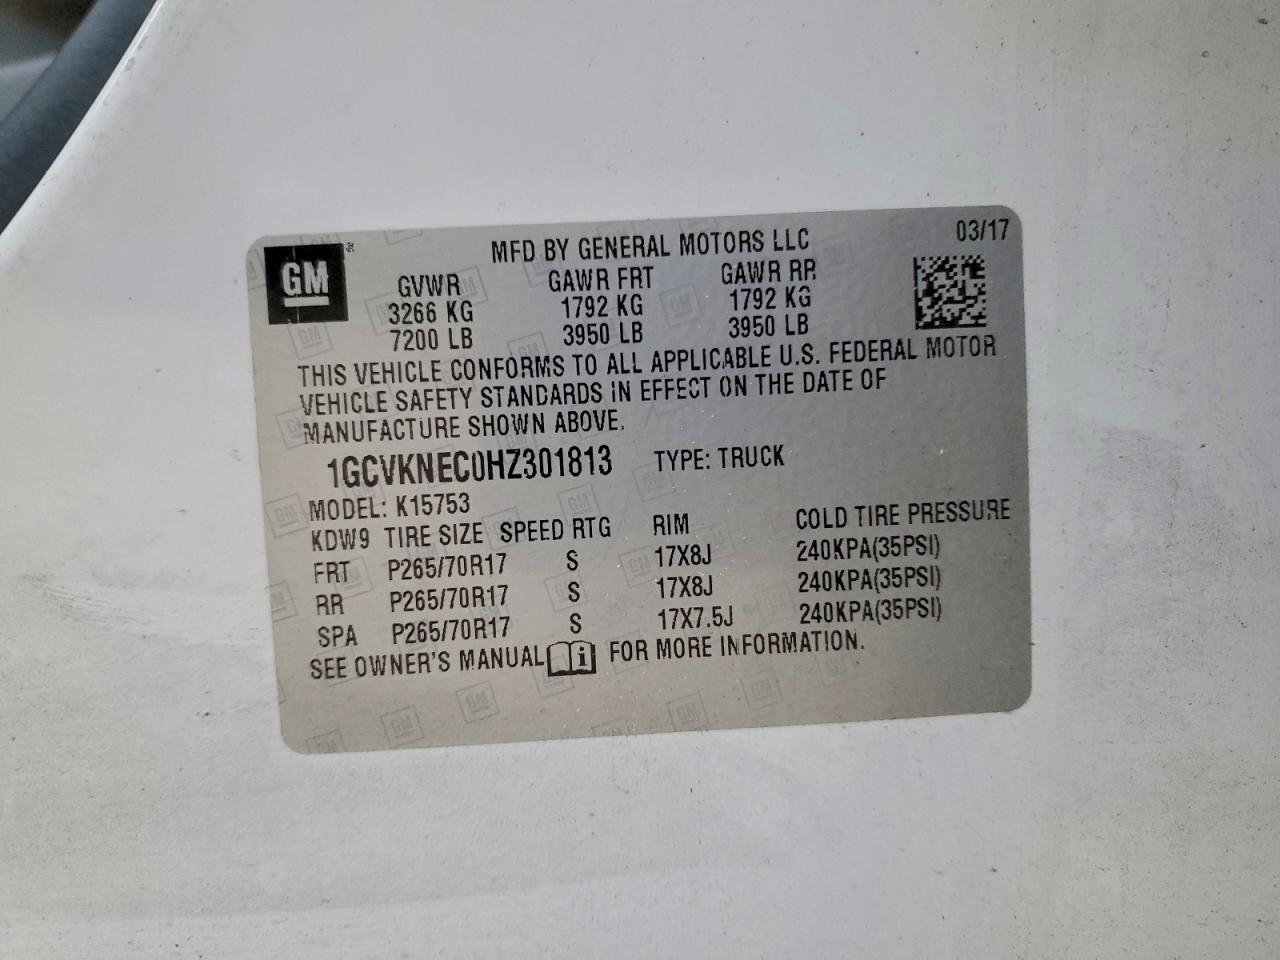 GM
MFD BY GENERAL MOTORS LLC 03/17
GVWR GAWR FRT GAWR RR
3266 KG 1792 KG 1792 KG
7200 LB 3950 LB 3950 LB
THIS VEHICLE CONFORMS TO ALL APPLICABLE U.S. FEDERAL MOTOR
VEHICLE SAFETY STANDARDS IN EFFECT ON THE DATE OF
MANUFACTURE SHOWN ABOVE.
1GCVKNEC0HZ301813 TYPE: TRUCK
MODEL: K15753
KDW9 TIRE SIZE SPEED RTG RIM COLD TIRE PRESSURE
FRT P265/70R17 S 17X8J 240KPA(35PSI)
RR P265/70R17 S 17X8J 240KPA(35PSI)
SPA P265/70R17 S 17X7.5J 240KPA(35PSI)
SEE OWNER'S MANUAL i FOR MORE INFORMATION.